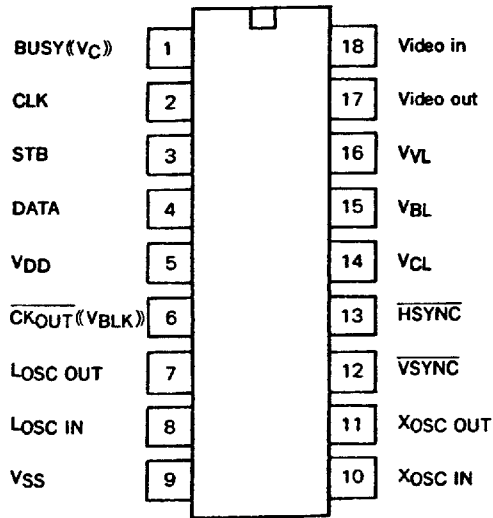 BUSY((VC)) 1 18 Video in
CLK 2 17 Video out
STB 3 16 VVL
DATA 4 15 VBL
VDD 5 14 VCL
CKOUT((VBLK)) 6 13 HSYNC
LOSC OUT 7 12 VSYNC
LOSC IN 8 11 XOSC OUT
VSS 9 10 XOSC IN